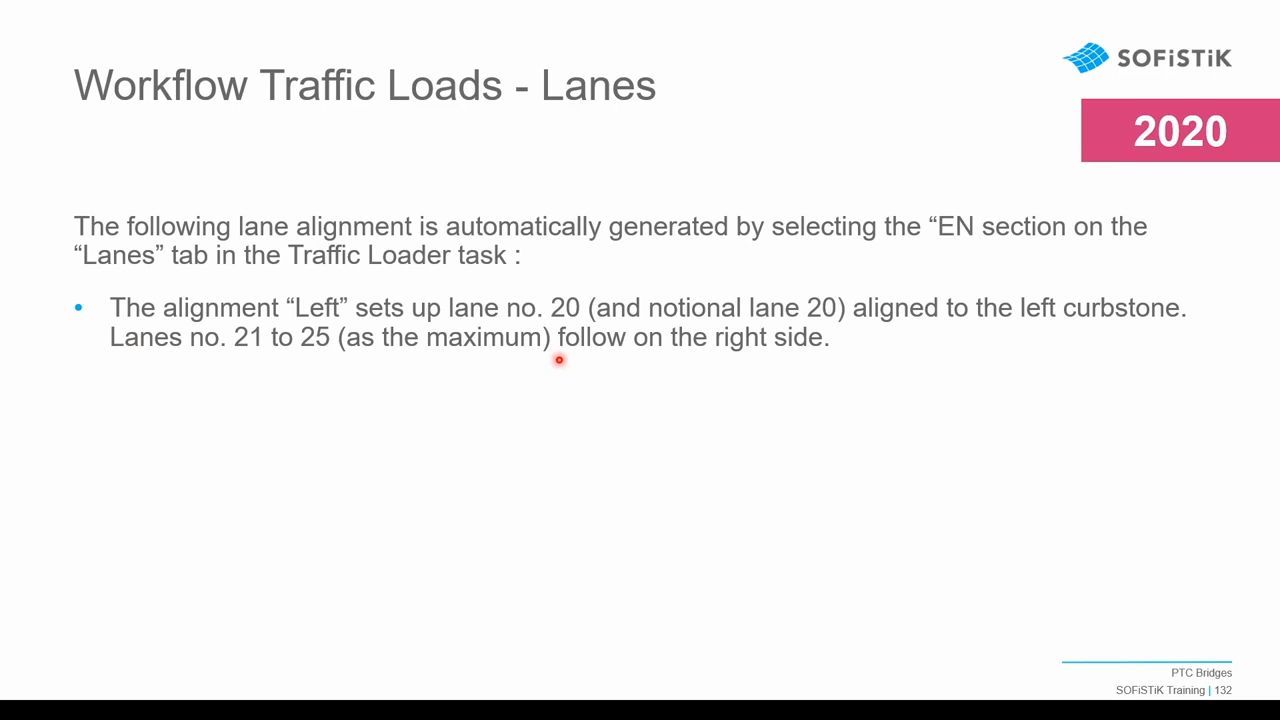 SOFiSTiK
Workflow Traffic Loads - Lanes
2020
The following lane alignment is automatically generated by selecting the “EN section on the
“Lanes” tab in the Traffic Loader task :
• The alignment “Left” sets up lane no. 20 (and notional lane 20) aligned to the left curbstone.
Lanes no. 21 to 25 (as the maximum) follow on the right side.
PTC Bridges
SOFiSTiK Training | 132